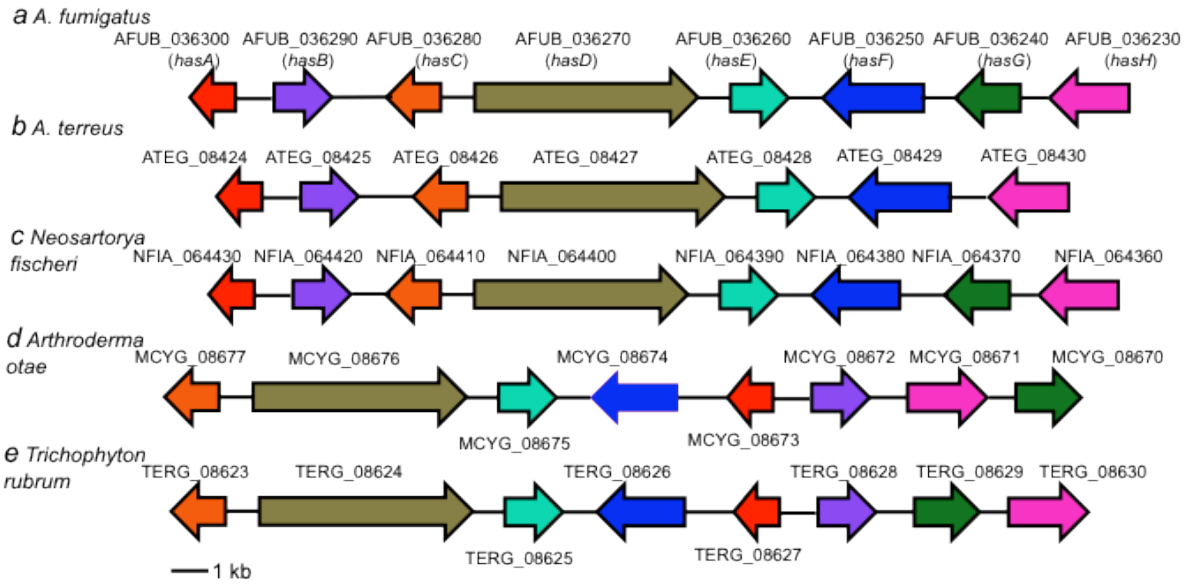 a A. fumigatus
AFUB_036300 AFUB_036290 AFUB_036280 AFUB_036270 AFUB_036260 AFUB_036250 AFUB_036240 AFUB_036230
(hasA) (hasB) (hasC) (hasD) (hasE) (hasF) (hasG) (hasH)
b A. terreus
ATEG_08424 ATEG_08425 ATEG_08426 ATEG_08427 ATEG_08428 ATEG_08429 ATEG_08430
c Neosartorya
fischeri
NFIA_064430 NFIA_064420 NFIA_064410 NFIA_064400 NFIA_064390 NFIA_064380 NFIA_064370 NFIA_064360
d Arthroderma
otae
MCYG_08677 MCYG_08676 MCYG_08674 MCYG_08672 MCYG_08671 MCYG_08670
MCYG_08675 MCYG_08673
e Trichophyton
rubrum
TERG_08623 TERG_08624 TERG_08626 TERG_08628 TERG_08629 TERG_08630
TERG_08625 TERG_08627
1 kb